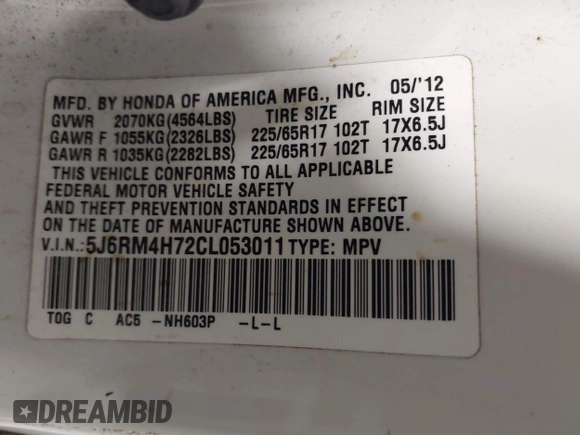 MFD. BY HONDA OF AMERICA MFG., INC. 05/'12
GVWR 2070KG(4564LBS) TIRE SIZE RIM SIZE
GAWR F 1055KG(2326LBS) 225/65R17 102T 17X6.5J
GAWR R 1035KG(2282LBS) 225/65R17 102T 17X6.5J
THIS VEHICLE CONFORMS TO ALL APPLICABLE
FEDERAL MOTOR VEHICLE SAFETY
AND THEFT PREVENTION STANDARDS IN EFFECT
ON THE DATE OF MANUFACTURE SHOWN ABOVE.
V.I.N.:5J6RM4H72CL053011 TYPE: MPV
TOG C AC5 -NH603P -L-L
DREAMBID